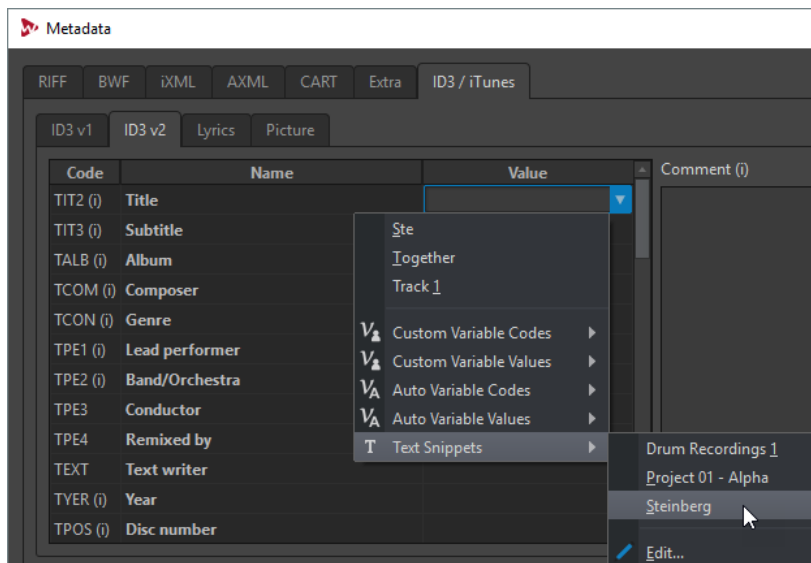 Metadata
RIFF BWF iXML AXML CART Extra ID3 / iTunes
ID3 v1 ID3 v2 Lyrics Picture
Code Name Value Comment (i)
TIT2 (i) Title
TIT3 (i) Subtitle Ste
TALB (i) Album Together
TCOM (i) Composer Track 1
TCON (i) Genre Custom Variable Codes
TPE1 (i) Lead performer Custom Variable Values
TPE2 (i) Band/Orchestra Auto Variable Codes
TPE3 Conductor Auto Variable Values
TPE4 Remixed by T Text Snippets Drum Recordings 1
TEXT Text writer Project 01 - Alpha
TYER (i) Year Steinberg
TPOS (i) Disc number Edit...